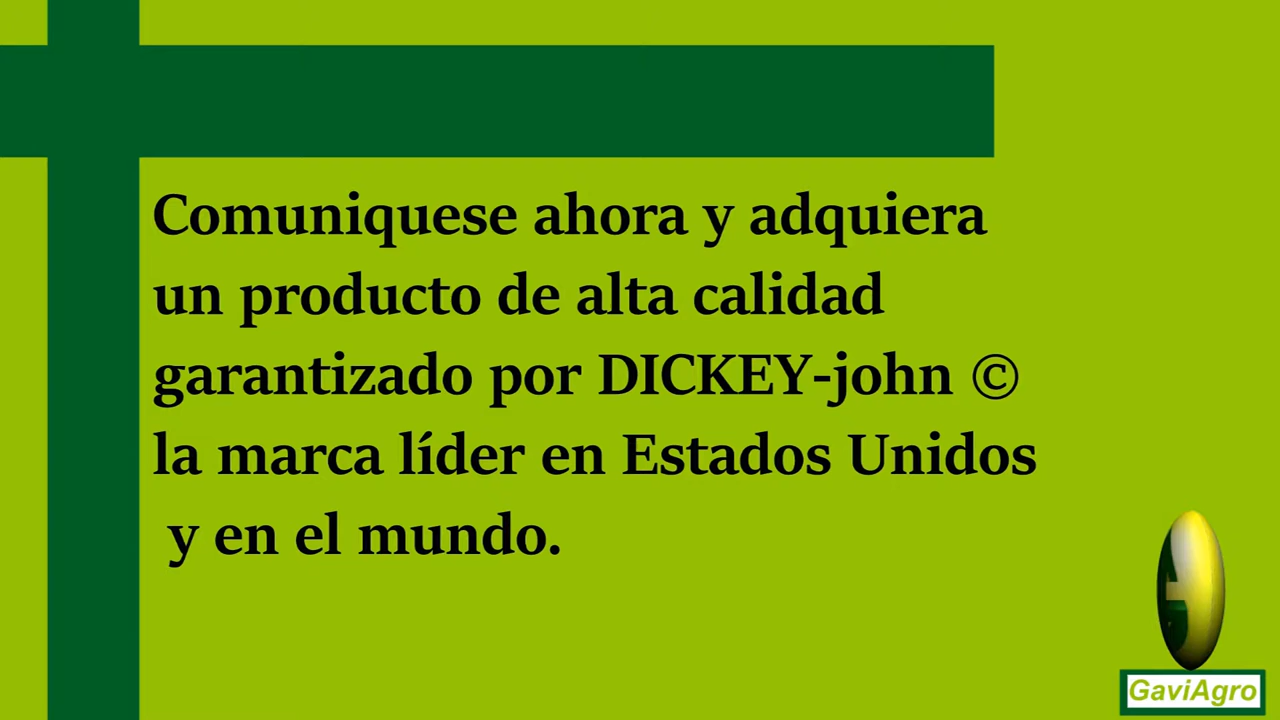 Comuniquese ahora y adquiera
un producto de alta calidad
garantizado por DICKEY-john ©
la marca líder en Estados Unidos
y en el mundo.
GaviAgro